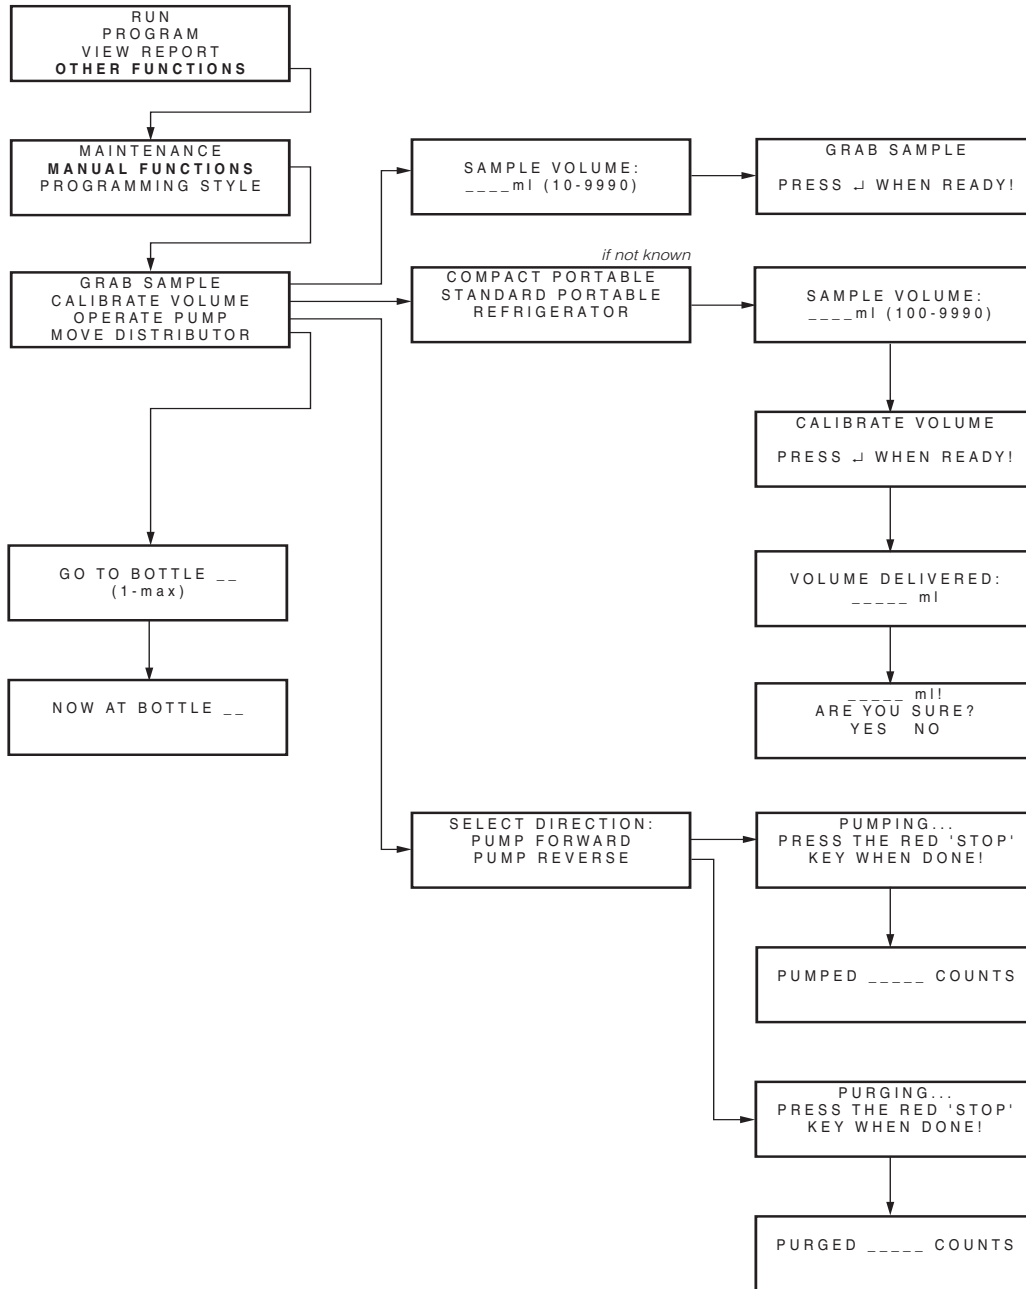 RUN
PROGRAM
VIEW REPORT
OTHER FUNCTIONS
MAINTENANCE
MANUAL FUNCTIONS
PROGRAMMING STYLE
GRAB SAMPLE
CALIBRATE VOLUME
OPERATE PUMP
MOVE DISTRIBUTOR
SAMPLE VOLUME:
____ml (10-9990)
GRAB SAMPLE
PRESS ↵ WHEN READY!
if not known
COMPACT PORTABLE
STANDARD PORTABLE
REFRIGERATOR
SAMPLE VOLUME:
____ml (100-9990)
CALIBRATE VOLUME
PRESS ↵ WHEN READY!
VOLUME DELIVERED:
_____ ml
_____ ml!
ARE YOU SURE?
YES NO
GO TO BOTTLE __
(1-max)
NOW AT BOTTLE __
SELECT DIRECTION:
PUMP FORWARD
PUMP REVERSE
PUMPING...
PRESS THE RED 'STOP'
KEY WHEN DONE!
PUMPED _____ COUNTS
PURGING...
PRESS THE RED 'STOP'
KEY WHEN DONE!
PURGED _____ COUNTS